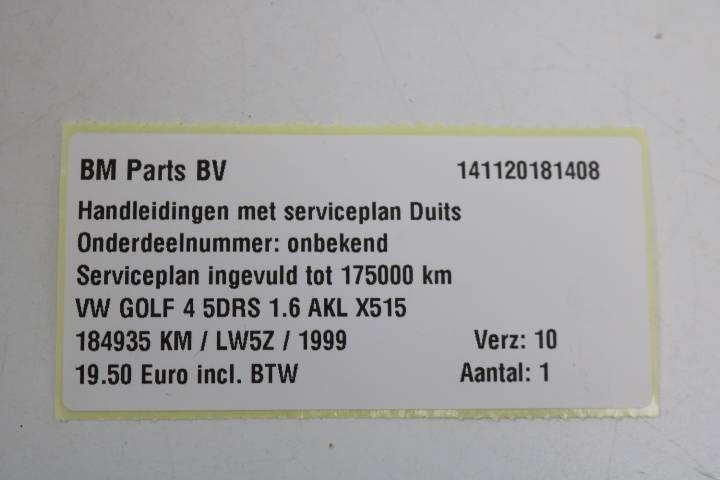 BM Parts BV 141120181408
Handleidingen met serviceplan Duits
Onderdeelnummer: onbekend
Serviceplan ingevuld tot 175000 km
VW GOLF 4 5DRS 1.6 AKL X515
184935 KM / LW5Z / 1999 Verz: 10
19.50 Euro incl. BTW Aantal: 1